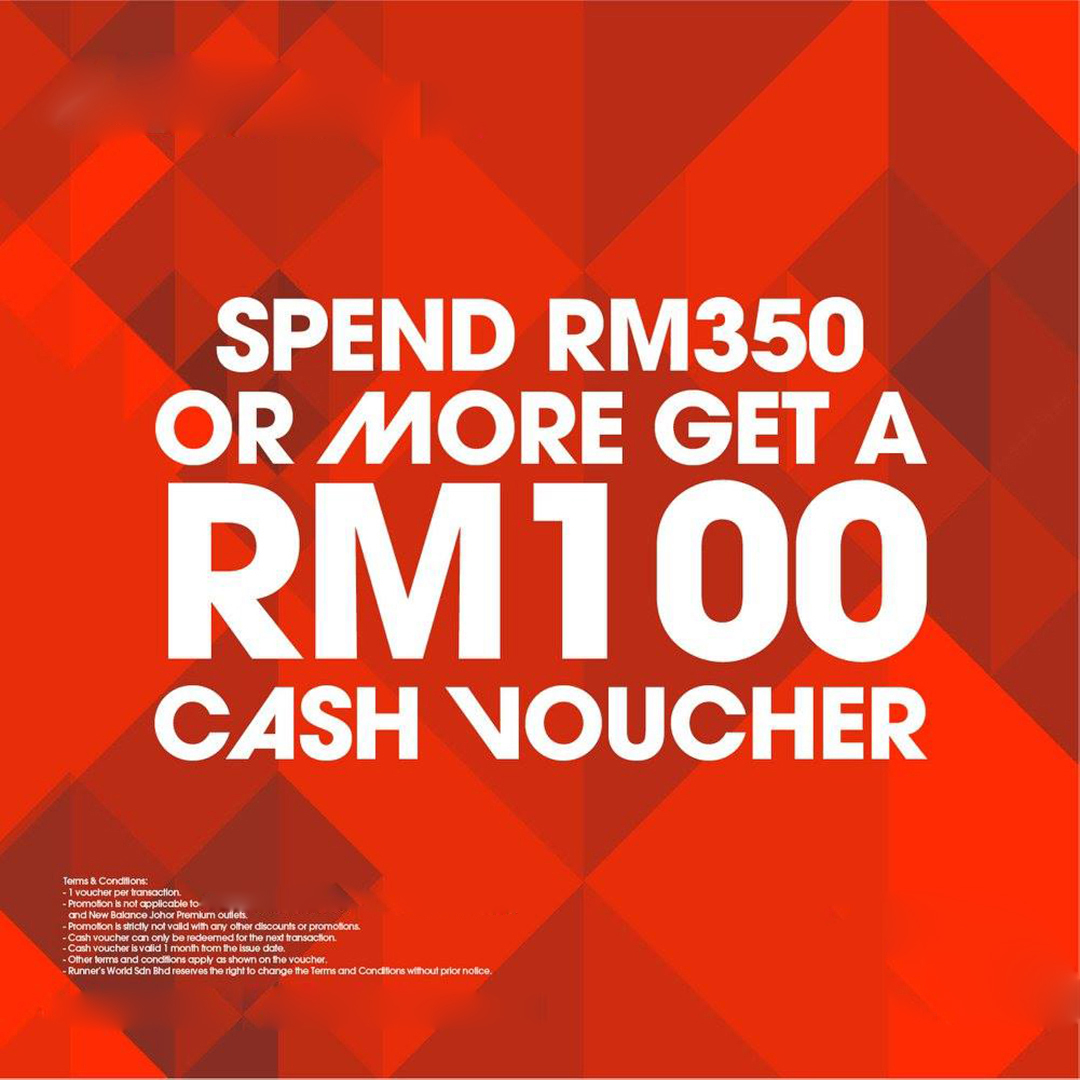 SPEND RM350
OR MORE GET A
RM100
CASH VOUCHER
Terms & Conditions:
- 1 voucher per transaction.
- Promotion is not applicable to
and New Balance Johor Premium outlets.
- Promotion is strictly not valid with any other discounts or promotions.
- Cash voucher can only be redeemed for the next transaction.
- Cash voucher is valid 1 month from the issue date.
- Other terms and conditions apply as shown on the voucher.
- Runner's World Sdn Bhd reserves the right to change the Terms and Conditions without prior notice.